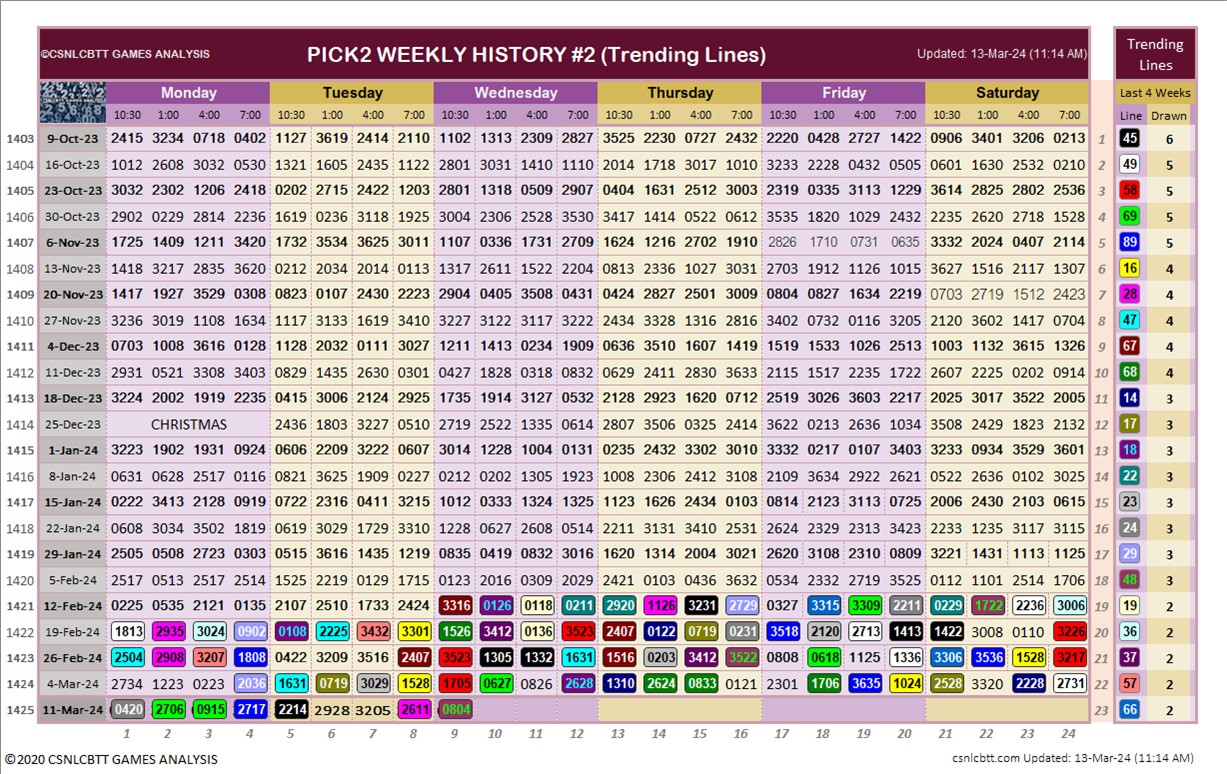 ©CSNLCBTT GAMES ANALYSIS PICK2 WEEKLY HISTORY #2 (Trending Lines) Updated: 13-Mar-24 (11:14 AM) Trending Lines
Monday Tuesday Wednesday Thursday Friday Saturday Last 4 Weeks
10:30 1:00 4:00 7:00 10:30 1:00 4:00 7:00 10:30 1:00 4:00 7:00 10:30 1:00 4:00 7:00 10:30 1:00 4:00 7:00 10:30 1:00 4:00 7:00 Line Drawn
1403 9-Oct-23 2415 3234 0718 0402 1127 3619 2414 2110 1102 1313 2309 2827 3525 2230 0727 2432 2220 0428 2727 1422 0906 3401 3206 0213 1 45 6
1404 16-Oct-23 1012 2608 3032 0530 1321 1605 2435 1122 2801 3031 1410 1110 2014 1718 3017 1010 3233 2228 0432 0505 0601 1630 2532 0210 2 49 5
1405 23-Oct-23 3032 2302 1206 2418 0202 2715 2422 1203 2801 1318 0509 2907 0404 1631 2512 3003 2319 0335 3113 1229 3614 2825 2802 2536 3 58 5
1406 30-Oct-23 2902 0229 2814 2236 1619 0236 3118 1925 3004 2306 2528 3530 3417 1414 0522 0612 3535 1820 1029 2432 2235 2620 2718 1528 4 69 5
1407 6-Nov-23 1725 1409 1211 3420 1732 3534 3625 3011 1107 0336 1731 2709 1624 1216 2702 1910 2826 1710 0731 0635 3332 2024 0407 2114 5 89 5
1408 13-Nov-23 1418 3217 2835 3620 0212 2034 2014 0113 1317 2611 1522 2204 0813 2336 1027 3031 2703 1912 1126 1015 3627 1516 2117 1307 6 16 4
1409 20-Nov-23 1417 1927 3529 0308 0823 0107 2430 2223 2904 0405 3508 0431 0424 2827 2801 3009 0804 0827 1634 2219 0703 2719 1512 2423 7 28 4
1410 27-Nov-23 3236 3019 1108 1634 1117 3133 1619 3410 3227 3122 3117 3222 2434 3328 1316 2816 3402 0732 0116 3205 2120 3602 1417 0704 8 47 4
1411 4-Dec-23 0703 1008 3616 0128 1128 2032 0111 3027 1211 1413 0234 1909 0636 3510 1607 1419 1519 1533 1026 2513 1003 1132 3615 1326 9 67 4
1412 11-Dec-23 2931 0521 3308 3403 0829 1435 2630 0301 0427 1828 0318 0832 0629 2411 2830 3633 2115 1517 2235 1722 2607 2225 0202 0914 10 68 4
1413 18-Dec-23 3224 2002 1919 2235 0415 3006 2124 2925 1735 1914 3127 0532 2128 2923 1620 0712 2519 3026 3603 2217 2025 3017 3522 2005 11 14 3
1414 25-Dec-23 CHRISTMAS 2436 1803 3227 0510 2719 2522 1335 0614 2807 3506 0325 2414 3622 0213 2636 1034 3508 2429 1823 2132 12 17 3
1415 1-Jan-24 3223 1902 1931 0924 0606 2209 3222 0607 3014 1228 1004 0131 0235 2432 3302 3010 3332 0217 0107 3403 3233 0934 3529 3601 13 18 3
1416 8-Jan-24 0631 0628 2517 0116 0821 3625 1909 0222 0212 0202 1305 1923 1008 2306 2412 3108 2109 3634 2922 2621 0522 2636 0102 3025 14 22 3
1417 15-Jan-24 0222 3413 2128 0919 0722 2316 0411 3215 1012 0333 1324 1325 1123 1626 2434 0103 0814 2123 3113 0725 2006 2430 2103 0615 15 23 3
1418 22-Jan-24 0608 3034 3502 1819 0619 3029 1729 3310 1228 0627 2608 0514 2211 3131 3410 2531 2624 2329 2313 3423 2233 1235 3117 3115 16 24 3
1419 29-Jan-24 2505 0508 2723 0303 0515 3616 1435 1219 0835 0419 0832 3016 1620 1314 2004 3021 2620 3108 2310 0809 3221 1431 1113 1125 17 29 3
1420 5-Feb-24 2517 0513 2517 2514 1525 2219 0129 1715 0123 2016 0309 2029 2421 0103 0436 3632 0534 2332 2719 3525 0112 1101 2514 1706 18 48 3
1421 12-Feb-24 0225 0535 2121 0135 2107 2510 1733 2424 3316 0126 0118 0211 2920 1126 3231 2729 0327 3315 3309 2211 0229 1722 2236 3006 19 19 2
1422 19-Feb-24 1813 2935 3024 0902 0108 2225 3432 3301 1526 3412 0136 3523 2407 0122 0719 0231 3518 2120 2713 1413 1422 3008 0110 3226 20 36 2
1423 26-Feb-24 2504 2908 3207 1808 0422 3209 3516 2407 3523 1305 1332 1631 1516 0203 3412 3522 0808 0618 1125 1336 3306 3536 1528 3217 21 37 2
1424 4-Mar-24 2734 1223 0223 2036 1631 0719 3029 1528 1705 0627 0826 2628 1310 2624 0833 0121 2301 1706 3635 1024 2528 3320 2228 2731 22 57 2
1425 11-Mar-24 0420 2706 0915 2717 2214 2928 3205 2611 0804 23 66 2
1 2 3 4 5 6 7 8 9 10 11 12 13 14 15 16 17 18 19 20 21 22 23 24
©2020 CSNLCBTT GAMES ANALYSIS csnlcbtt.com Updated: 13-Mar-24 (11:14 AM)